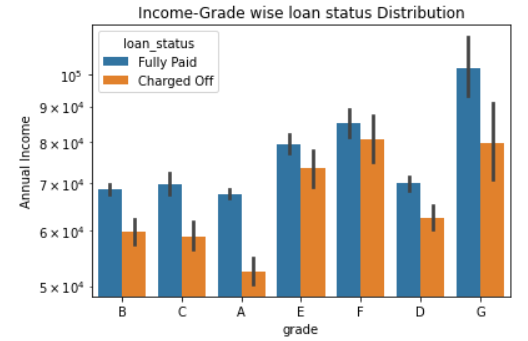 Income-Grade wise loan status Distribution
loan_status
Fully Paid
Charged Off
10⁵
9 × 10⁴
8 × 10⁴
7 × 10⁴
6 × 10⁴
5 × 10⁴
Annual Income
B C A E F D G
grade